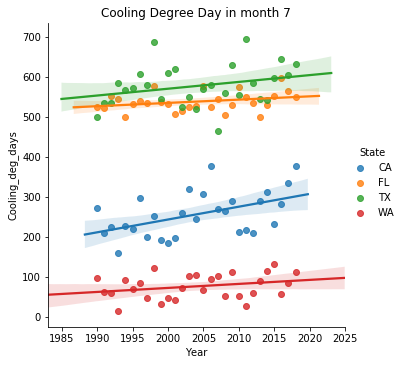 Cooling Degree Day in month 7
Cooling_deg_days
700
600
500
400
300
200
100
0
1985
1990
1995
2000
2005
2010
2015
2020
2025
Year
State
CA
FL
TX
WA